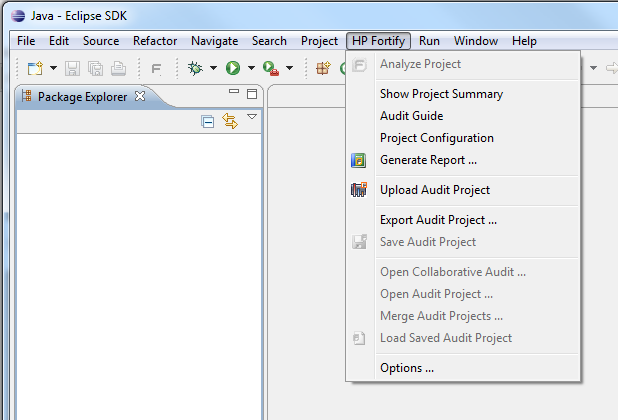 Java - Eclipse SDK
File Edit Source Refactor Navigate Search Project HP Fortify Run Window Help
F
Package Explorer
Analyze Project
Show Project Summary
Audit Guide
Project Configuration
Generate Report ...
Upload Audit Project
Export Audit Project ...
Save Audit Project
Open Collaborative Audit ...
Open Audit Project ...
Merge Audit Projects ...
Load Saved Audit Project
Options ...